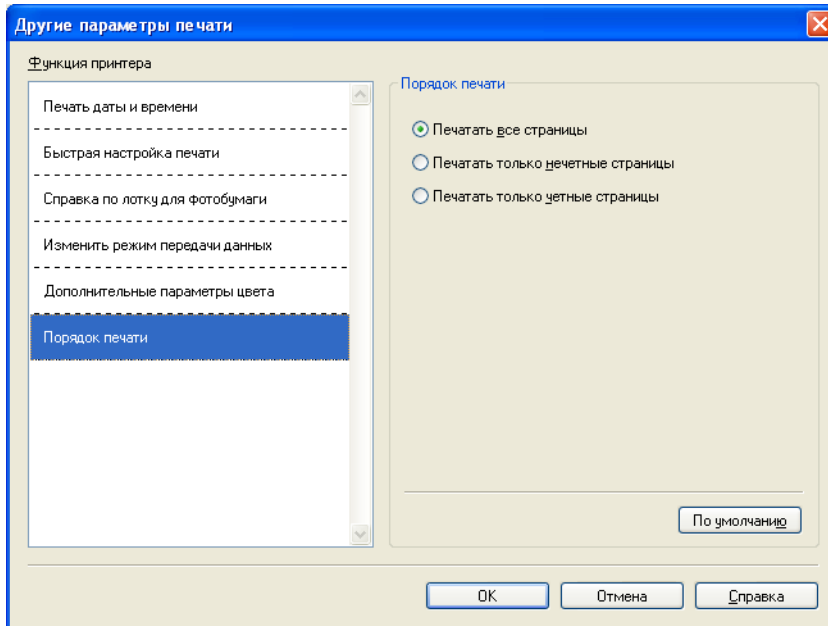 Другие параметры печати
Функция принтера
Печать даты и времени
Быстрая настройка печати
Справка по лотку для фотобумаги
Изменить режим передачи данных
Дополнительные параметры цвета
Порядок печати
Порядок печати
Печатать все страницы
Печатать только нечетные страницы
Печатать только четные страницы
По умолчанию
OK
Отмена
Справка